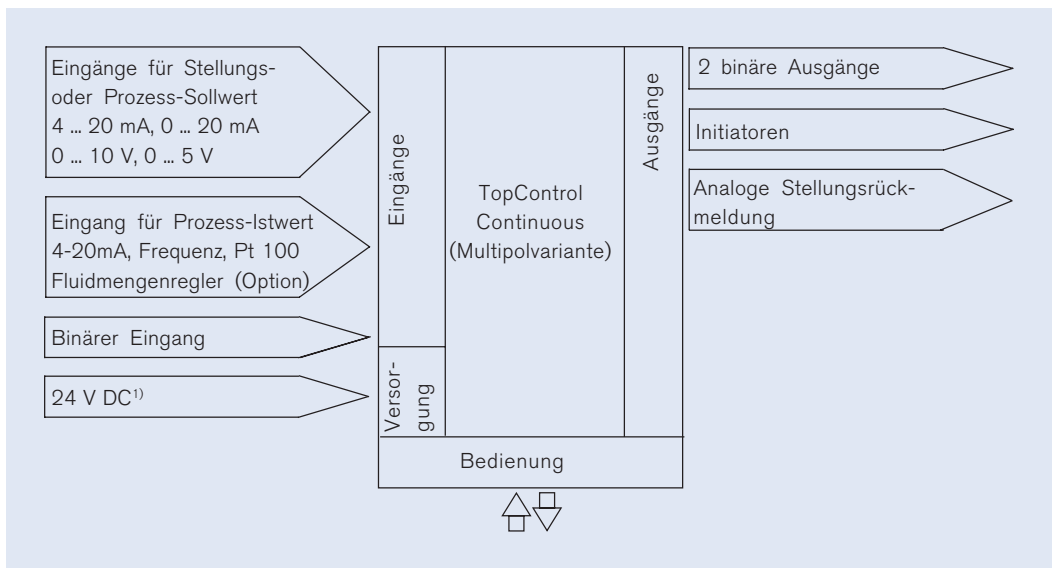 Eingänge für Stellungs-
oder Prozess-Sollwert
4 ... 20 mA, 0 ... 20 mA
0 ... 10 V, 0 ... 5 V
Eingang für Prozess-Istwert
4-20mA, Frequenz, Pt 100
Fluidmengenregler (Option)
Binärer Eingang
24 V DC¹⁾
Eingänge
Versor-
gung
TopControl
Continuous
(Multipolvariante)
Bedienung
Ausgänge
2 binäre Ausgänge
Initiatoren
Analoge Stellungsrück-
meldung